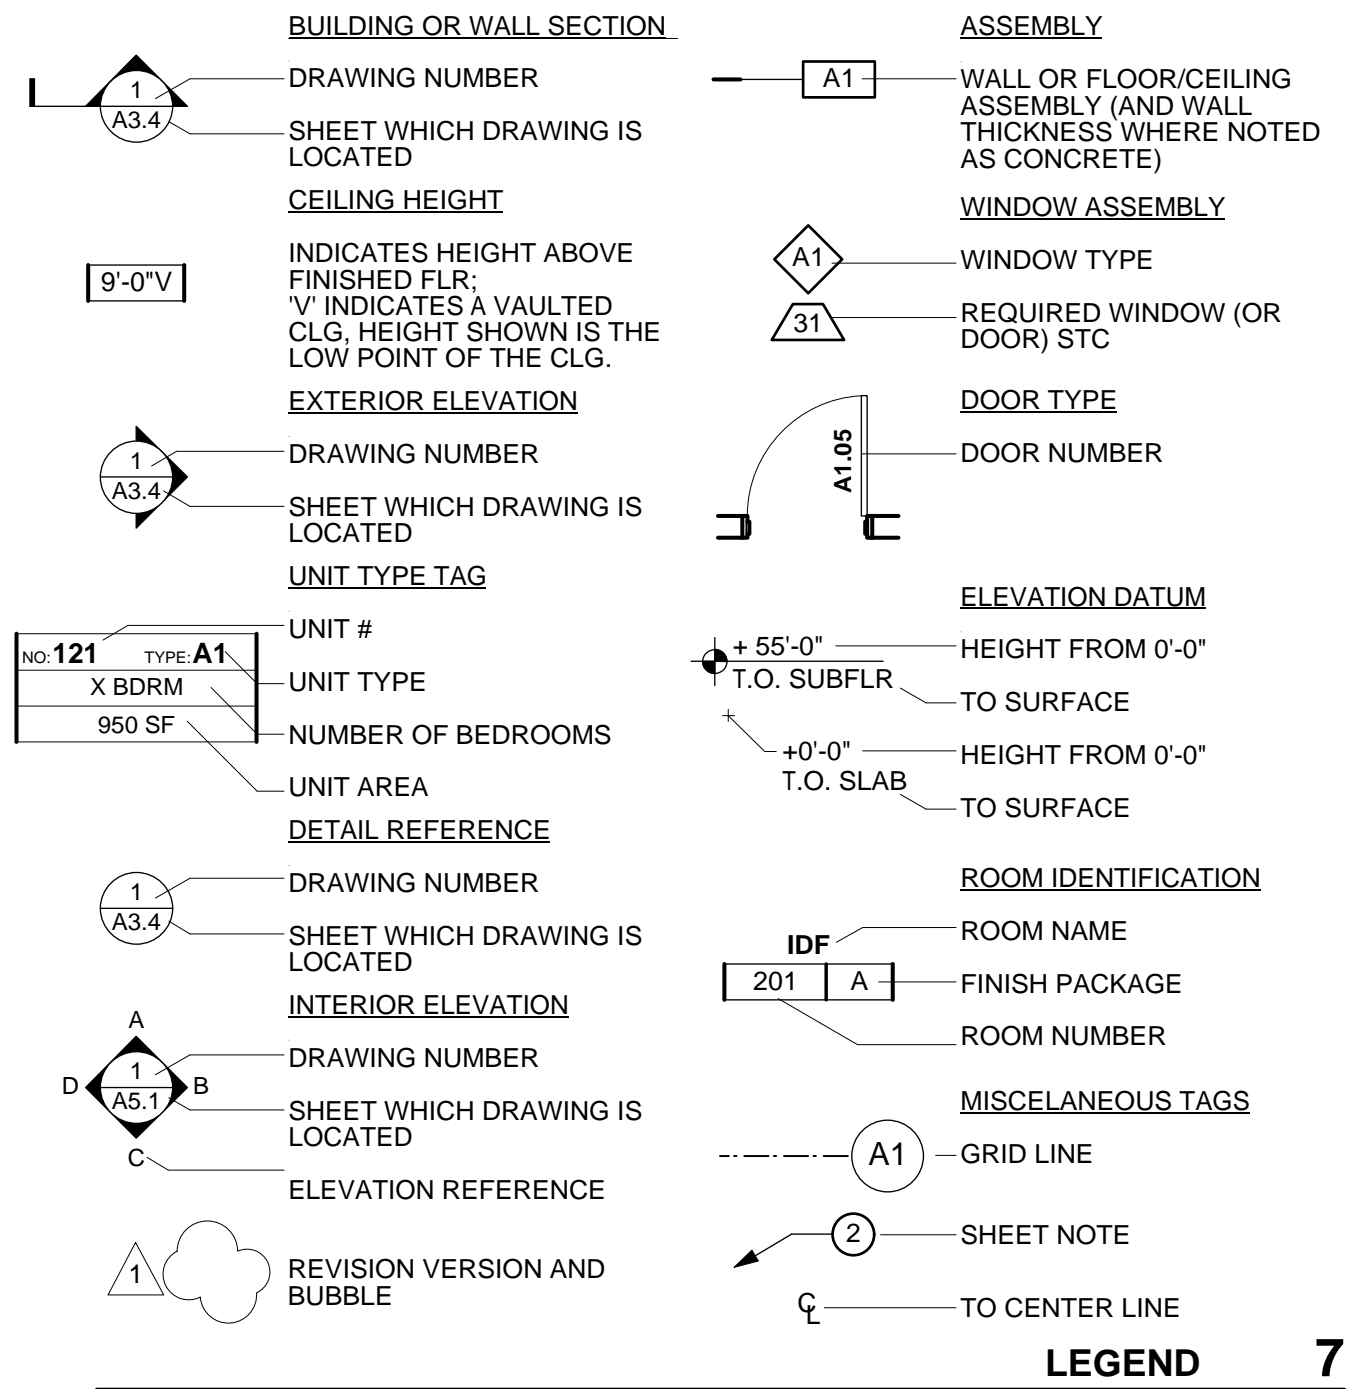 BUILDING OR WALL SECTION
1
A3.4
DRAWING NUMBER
SHEET WHICH DRAWING IS
LOCATED
CEILING HEIGHT
9'-0"V
INDICATES HEIGHT ABOVE
FINISHED FLR;
'V' INDICATES A VAULTED
CLG, HEIGHT SHOWN IS THE
LOW POINT OF THE CLG.
EXTERIOR ELEVATION
1
A3.4
DRAWING NUMBER
SHEET WHICH DRAWING IS
LOCATED
UNIT TYPE TAG
NO: 121 TYPE: A1
X BDRM
950 SF
UNIT #
UNIT TYPE
NUMBER OF BEDROOMS
UNIT AREA
DETAIL REFERENCE
1
A3.4
DRAWING NUMBER
SHEET WHICH DRAWING IS
LOCATED
INTERIOR ELEVATION
A
D
1
A5.1
B
C
DRAWING NUMBER
SHEET WHICH DRAWING IS
LOCATED
ELEVATION REFERENCE
1
REVISION VERSION AND
BUBBLE
ASSEMBLY
A1
WALL OR FLOOR/CEILING
ASSEMBLY (AND WALL
THICKNESS WHERE NOTED
AS CONCRETE)
WINDOW ASSEMBLY
A1
WINDOW TYPE
31
REQUIRED WINDOW (OR
DOOR) STC
DOOR TYPE
A1.05
DOOR NUMBER
ELEVATION DATUM
+ 55'-0"
HEIGHT FROM 0'-0"
T.O. SUBFLR
TO SURFACE
+0'-0"
HEIGHT FROM 0'-0"
T.O. SLAB
TO SURFACE
ROOM IDENTIFICATION
IDF
ROOM NAME
201 A
FINISH PACKAGE
ROOM NUMBER
MISCELANEOUS TAGS
A1
GRID LINE
2
SHEET NOTE
℄
TO CENTER LINE
LEGEND 7